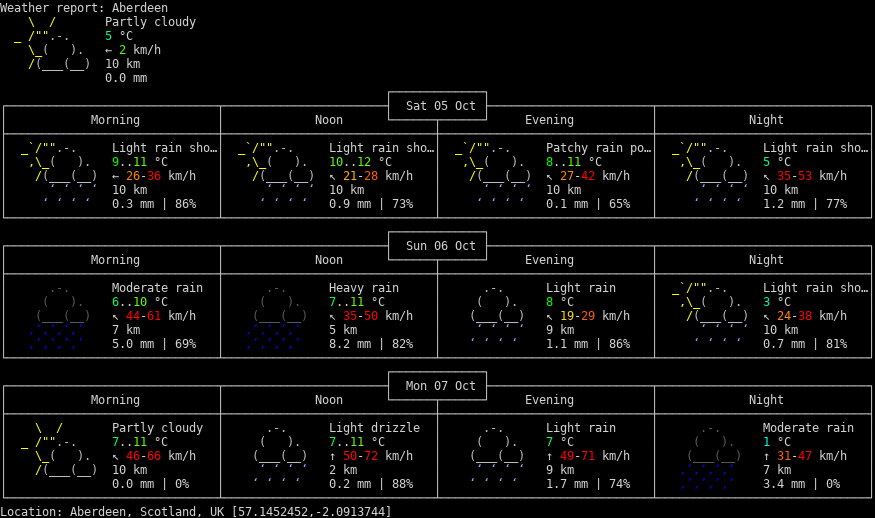 Weather report: Aberdeen
Partly cloudy
5 °C
← 2 km/h
10 km
0.0 mm
Sat 05 Oct
Morning Noon Evening Night
Light rain sho… Light rain sho… Patchy rain po… Light rain sho…
9..11 °C 10..12 °C 8..11 °C 5 °C
← 26-36 km/h ↖ 21-28 km/h ↖ 27-42 km/h ↖ 35-53 km/h
10 km 10 km 10 km 10 km
0.3 mm | 86% 0.9 mm | 73% 0.1 mm | 65% 1.2 mm | 77%
Sun 06 Oct
Morning Noon Evening Night
Moderate rain Heavy rain Light rain Light rain sho…
6..10 °C 7..11 °C 8 °C 3 °C
↖ 44-61 km/h ↖ 35-50 km/h ↖ 19-29 km/h ↖ 24-38 km/h
7 km 5 km 9 km 10 km
5.0 mm | 69% 8.2 mm | 82% 1.1 mm | 86% 0.7 mm | 81%
Mon 07 Oct
Morning Noon Evening Night
Partly cloudy Light drizzle Light rain Moderate rain
7..11 °C 7..11 °C 7 °C 1 °C
↖ 46-66 km/h ↑ 50-72 km/h ↑ 49-71 km/h ↑ 31-47 km/h
10 km 2 km 9 km 7 km
0.0 mm | 0% 0.2 mm | 88% 1.7 mm | 74% 3.4 mm | 0%
Location: Aberdeen, Scotland, UK [57.1452452,-2.0913744]